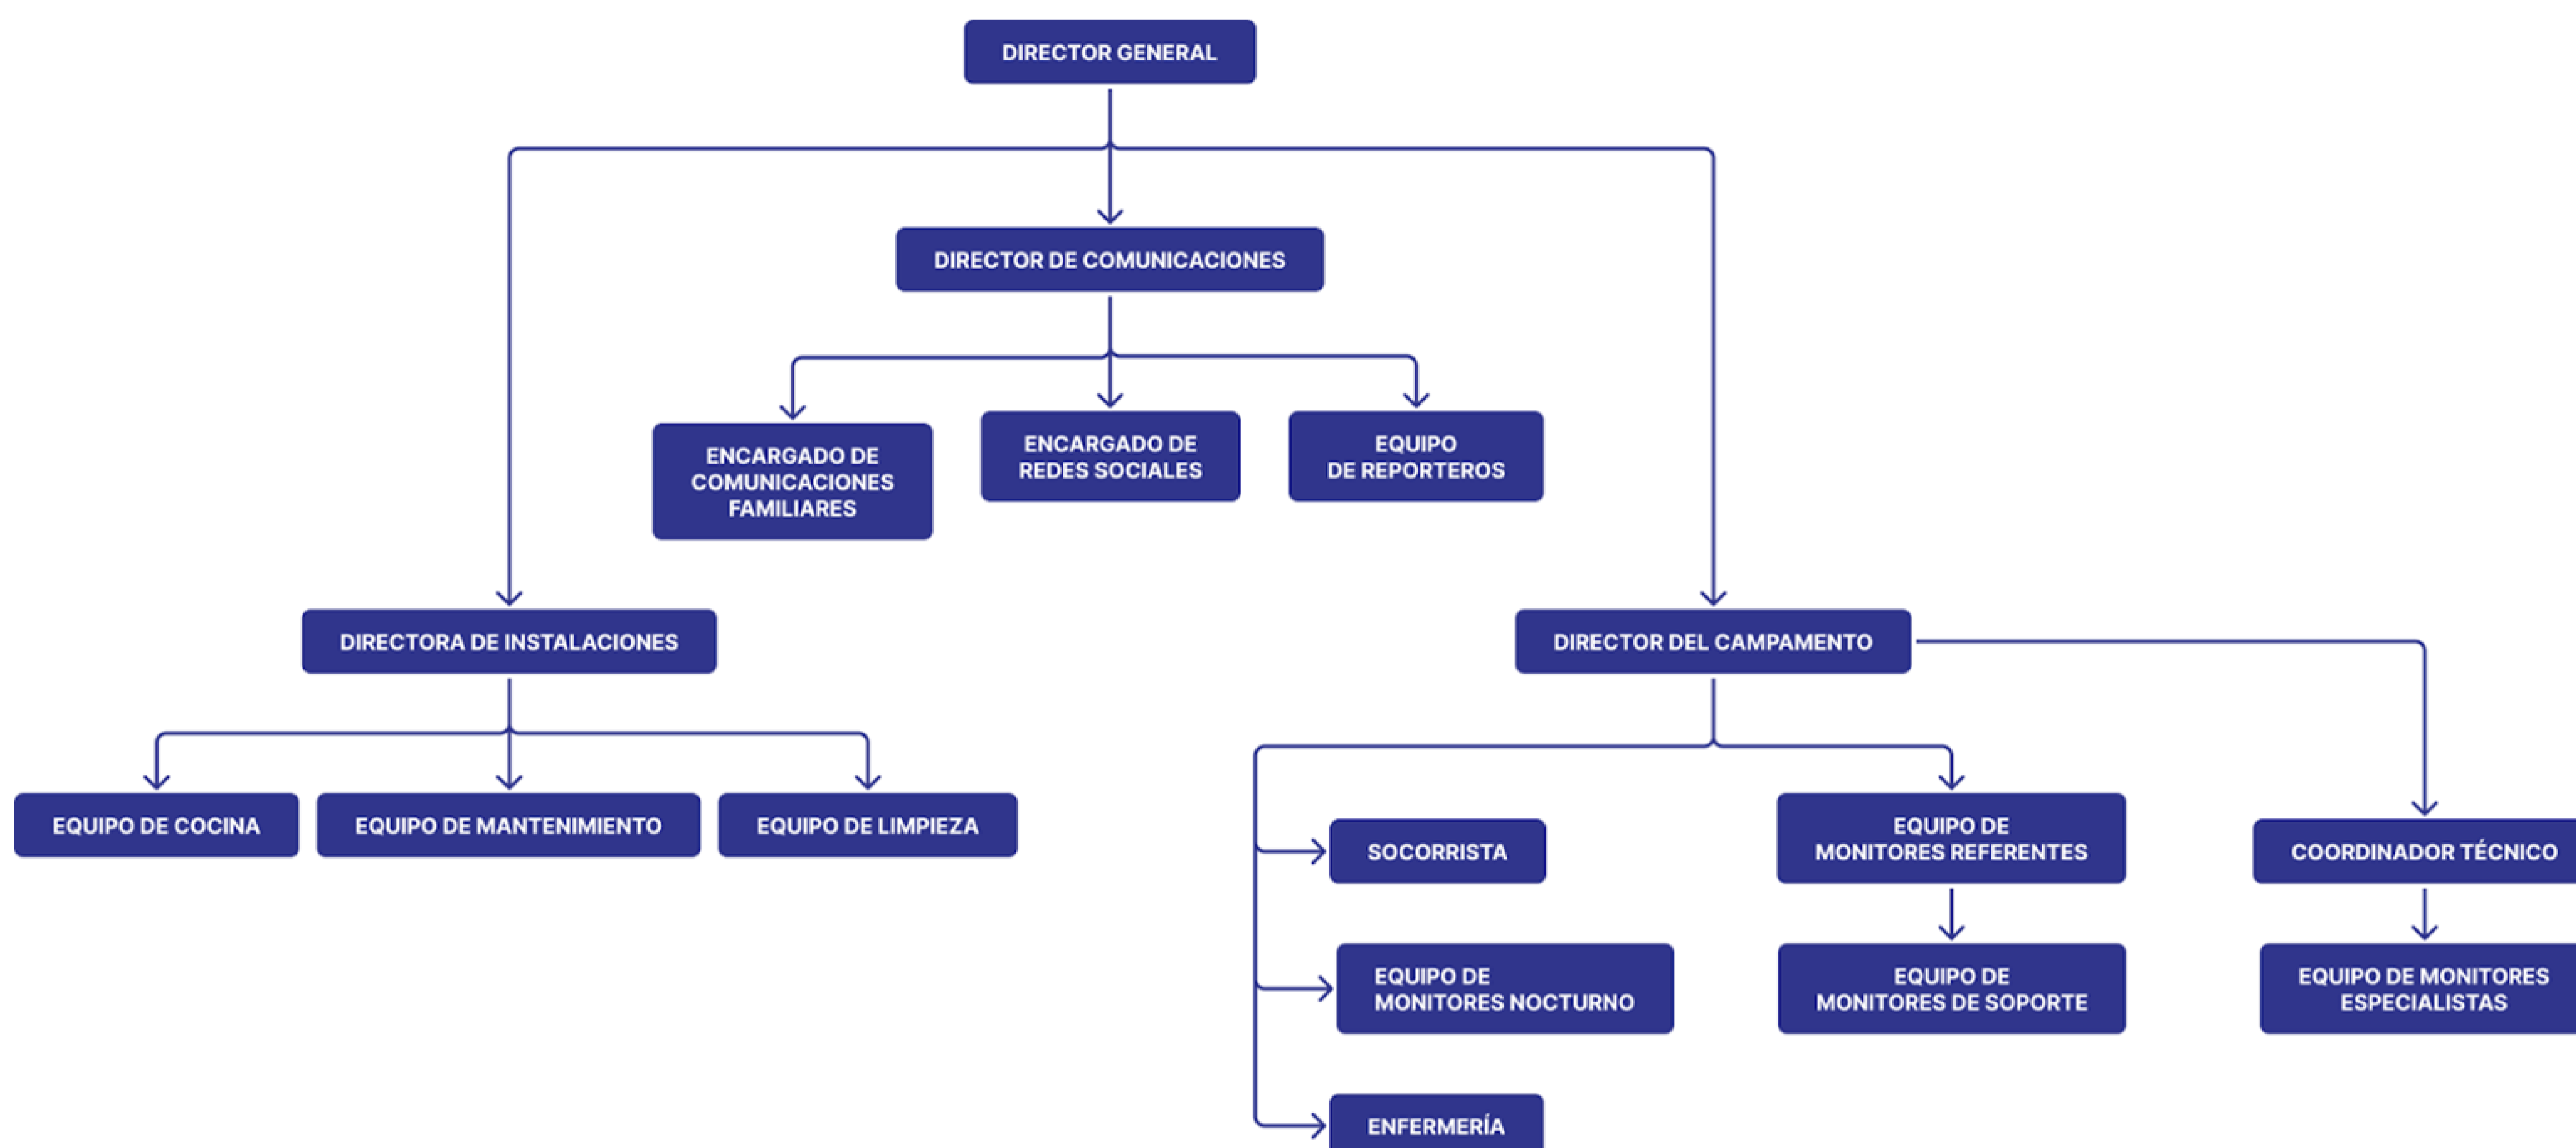 DIRECTOR GENERAL
DIRECTOR DE COMUNICACIONES
ENCARGADO DE
COMUNICACIONES
FAMILIARES
ENCARGADO DE
REDES SOCIALES
EQUIPO
DE REPORTEROS
DIRECTORA DE INSTALACIONES
DIRECTOR DEL CAMPAMENTO
EQUIPO DE COCINA
EQUIPO DE MANTENIMIENTO
EQUIPO DE LIMPIEZA
SOCORRISTA
EQUIPO DE
MONITORES REFERENTES
COORDINADOR TÉCNICO
EQUIPO DE
MONITORES NOCTURNO
EQUIPO DE
MONITORES DE SOPORTE
EQUIPO DE MONITORES
ESPECIALISTAS
ENFERMERÍA